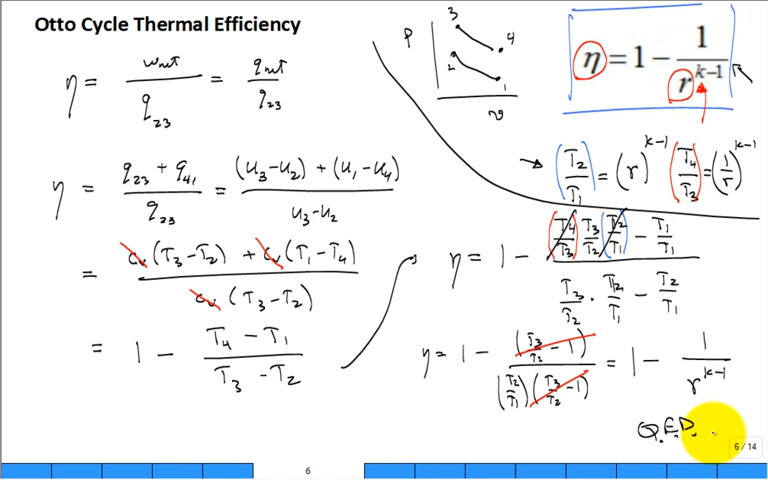 Otto Cycle Thermal Efficiency
η = w_net / q_23 = q_net / q_23
η = (q_23 + q_41) / q_23 = ((u_3 - u_2) + (u_1 - u_4)) / (u_3 - u_2)
= (c_v (T_3 - T_2) + c_v (T_1 - T_4)) / (c_v (T_3 - T_2))
= 1 - (T_4 - T_1) / (T_3 - T_2)
P 3 4 2 1 v
η = 1 - 1 / r^(k-1)
(T_2 / T_1) = (r)^(k-1) (T_4 / T_3) = (1/r)^(k-1)
η = 1 - ((T_4/T_3) (T_3/T_2) (T_2/T_1) - T_1/T_1) / (T_3/T_2 · T_2/T_1 - T_2/T_1)
η = 1 - (T_3/T_2 - 1) / ((T_2/T_1) (T_3/T_2 - 1)) = 1 - 1 / r^(k-1)
Q.E.D.
6 / 14
6